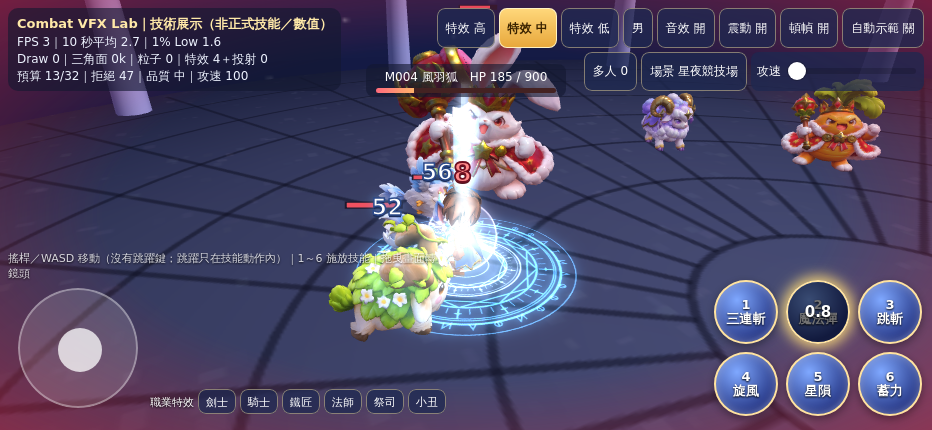 Combat VFX Lab｜技術展示（非正式技能／數值）
FPS 3｜10 秒平均 2.7｜1% Low 1.6
Draw 0｜三角面 0k｜粒子 0｜特效 4＋投射 0
預算 13/32｜拒絕 47｜品質 中｜攻速 100
特效 高
特效 中
特效 低
男
音效 開
震動 開
頓幀 開
自動示範 關
多人 0
場景 星夜競技場
攻速
M004 風羽狐 HP 185 / 900
568
52
搖桿／WASD 移動（沒有跳躍鍵；跳躍只在技能動作內）｜1~6 施放技能
鏡頭
1
三連斬
2
魔法彈
0.8
3
跳斬
4
旋風
5
星隕
6
蓄力
職業特效
劍士
騎士
鐵匠
法師
祭司
小丑